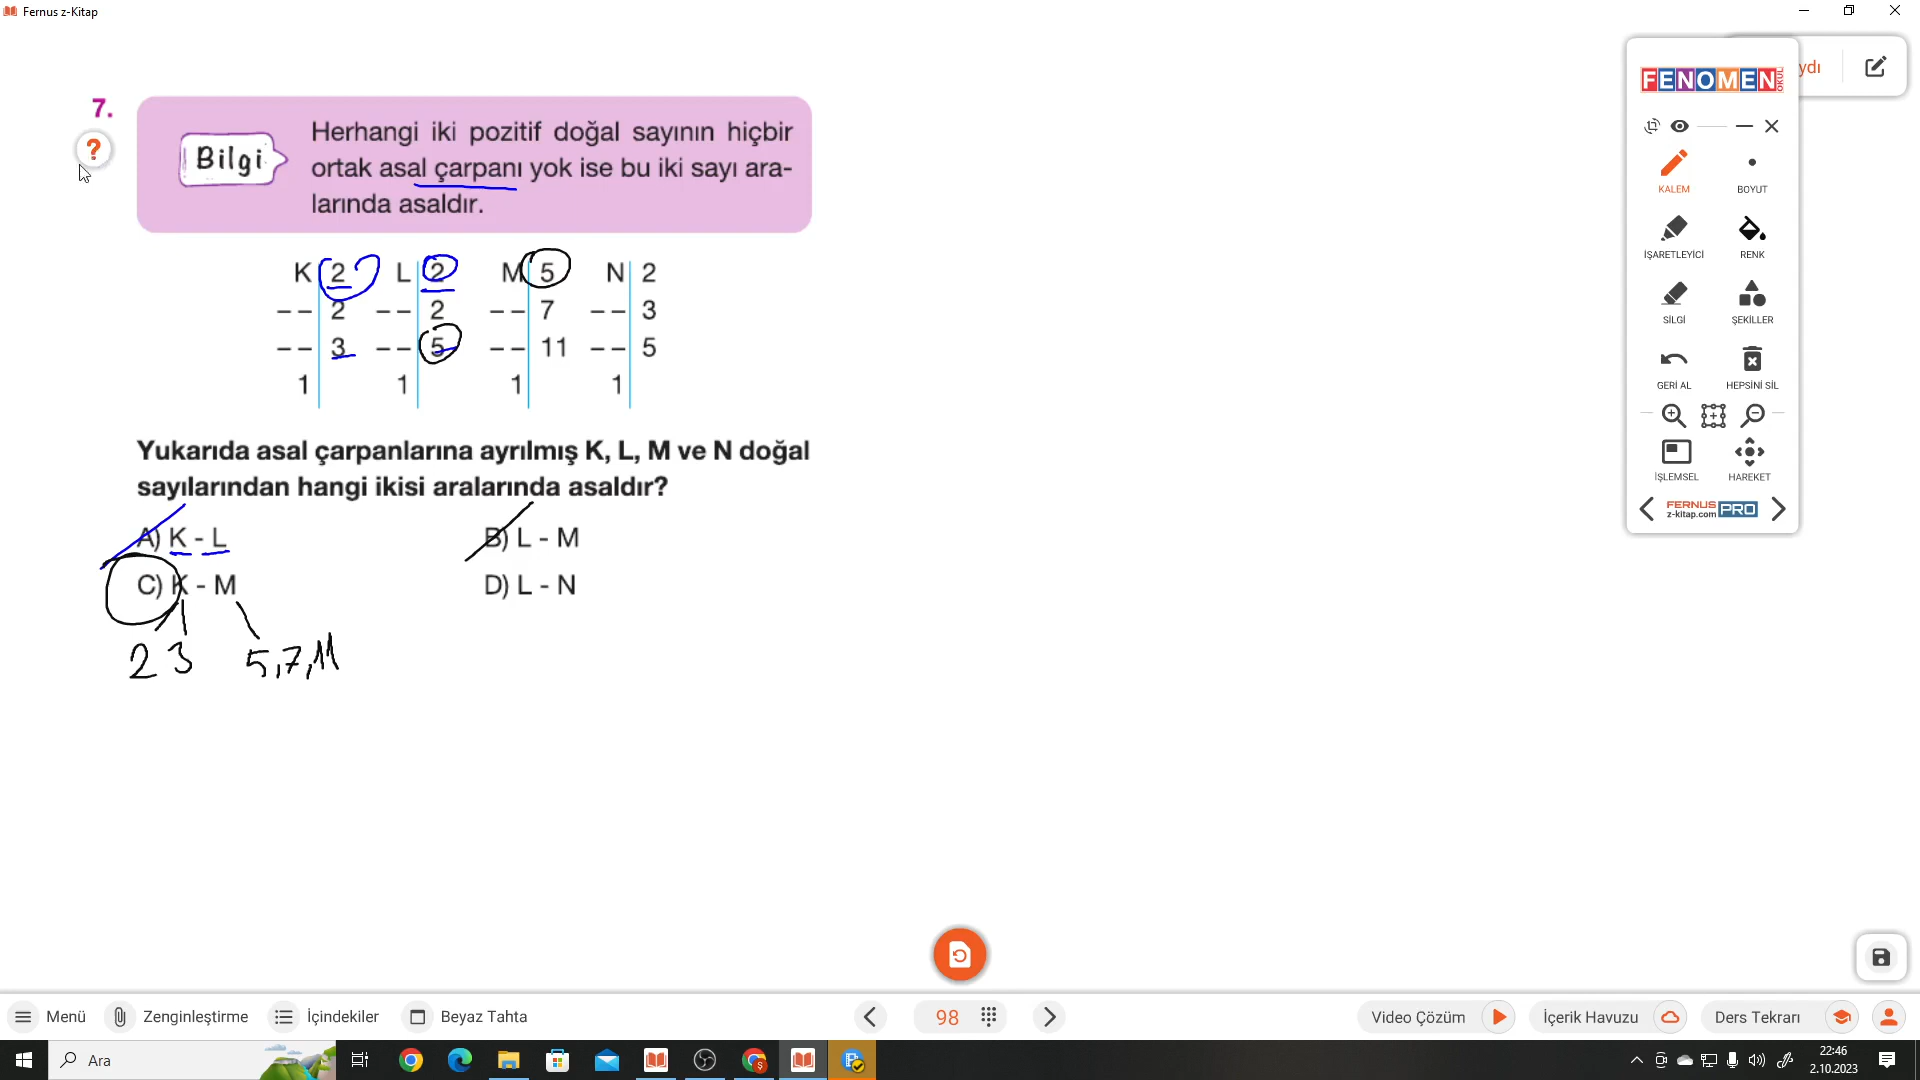 Fernus z-Kitap
7.
?
Bilgi
Herhangi iki pozitif doğal sayının hiçbir
ortak asal çarpanı yok ise bu iki sayı ara-
larında asaldır.
K 2 L 2 M 5 N 2
-- 2 -- 2 -- 7 -- 3
-- 3 -- 5 -- 11 -- 5
1 1 1 1
Yukarıda asal çarpanlarına ayrılmış K, L, M ve N doğal
sayılarından hangi ikisi aralarında asaldır?
A) K - L B) L - M
C) K - M D) L - N
2 3 5,7,11
ydı
FENOMEN OKUL
KALEM BOYUT
İŞARETLEYİCİ RENK
SİLGİ ŞEKİLLER
GERİ AL HEPSİNİ SİL
İŞLEMSEL HAREKET
FERNUS
z-kitap.com PRO
Menü Zenginleştirme İçindekiler Beyaz Tahta 98 Video Çözüm İçerik Havuzu Ders Tekrarı
Ara 22:46
2.10.2023